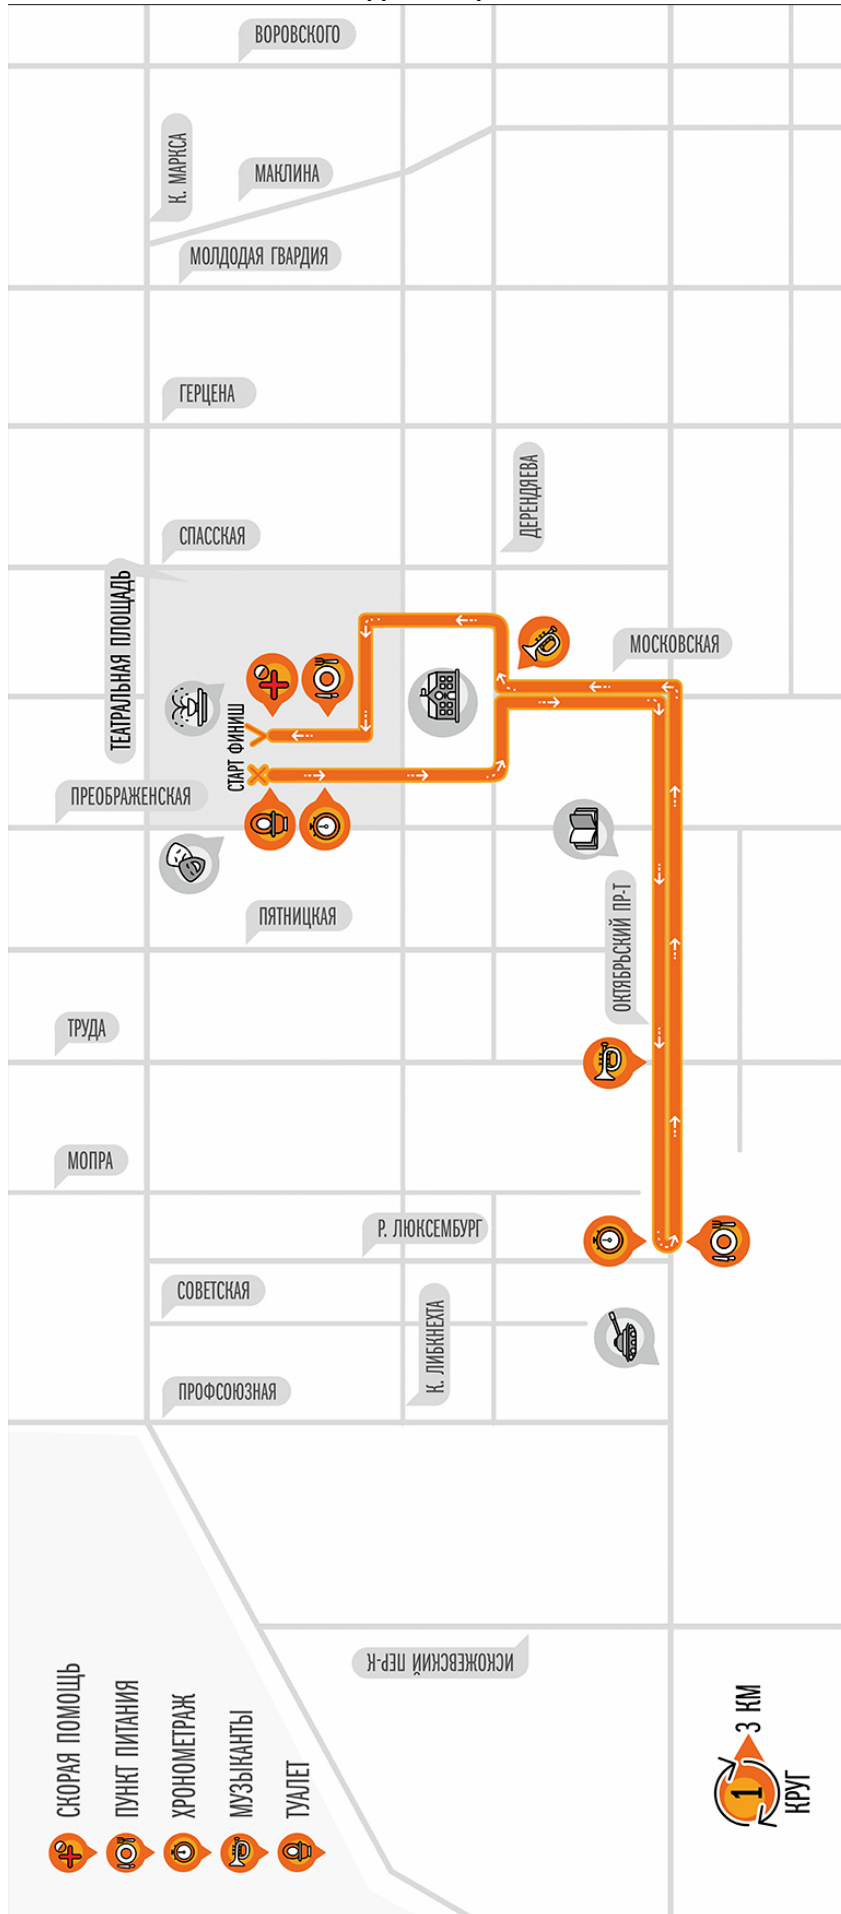 ВОРОВСКОГО
К. МАРКСА
МАКЛИНА
МОЛДОДАЯ ГВАРДИЯ
ГЕРЦЕНА
ДЕРЕНДЯЕВА
СПАССКАЯ
ТЕАТРАЛЬНАЯ ПЛОЩАДЬ
МОСКОВСКАЯ
СТАРТ ФИНИШ
ПРЕОБРАЖЕНСКАЯ
ПЯТНИЦКАЯ
ОКТЯБРЬСКИЙ ПР-Т
ТРУДА
МОПРА
Р. ЛЮКСЕМБУРГ
СОВЕТСКАЯ
К. ЛИБКНЕХТА
ПРОФСОЮЗНАЯ
ИСКОЖЕВСКИЙ ПЕР-К
СКОРАЯ ПОМОЩЬ
ПУНКТ ПИТАНИЯ
ХРОНОМЕТРАЖ
МУЗЫКАНТЫ
ТУАЛЕТ
1
3 КМ
КРУГ